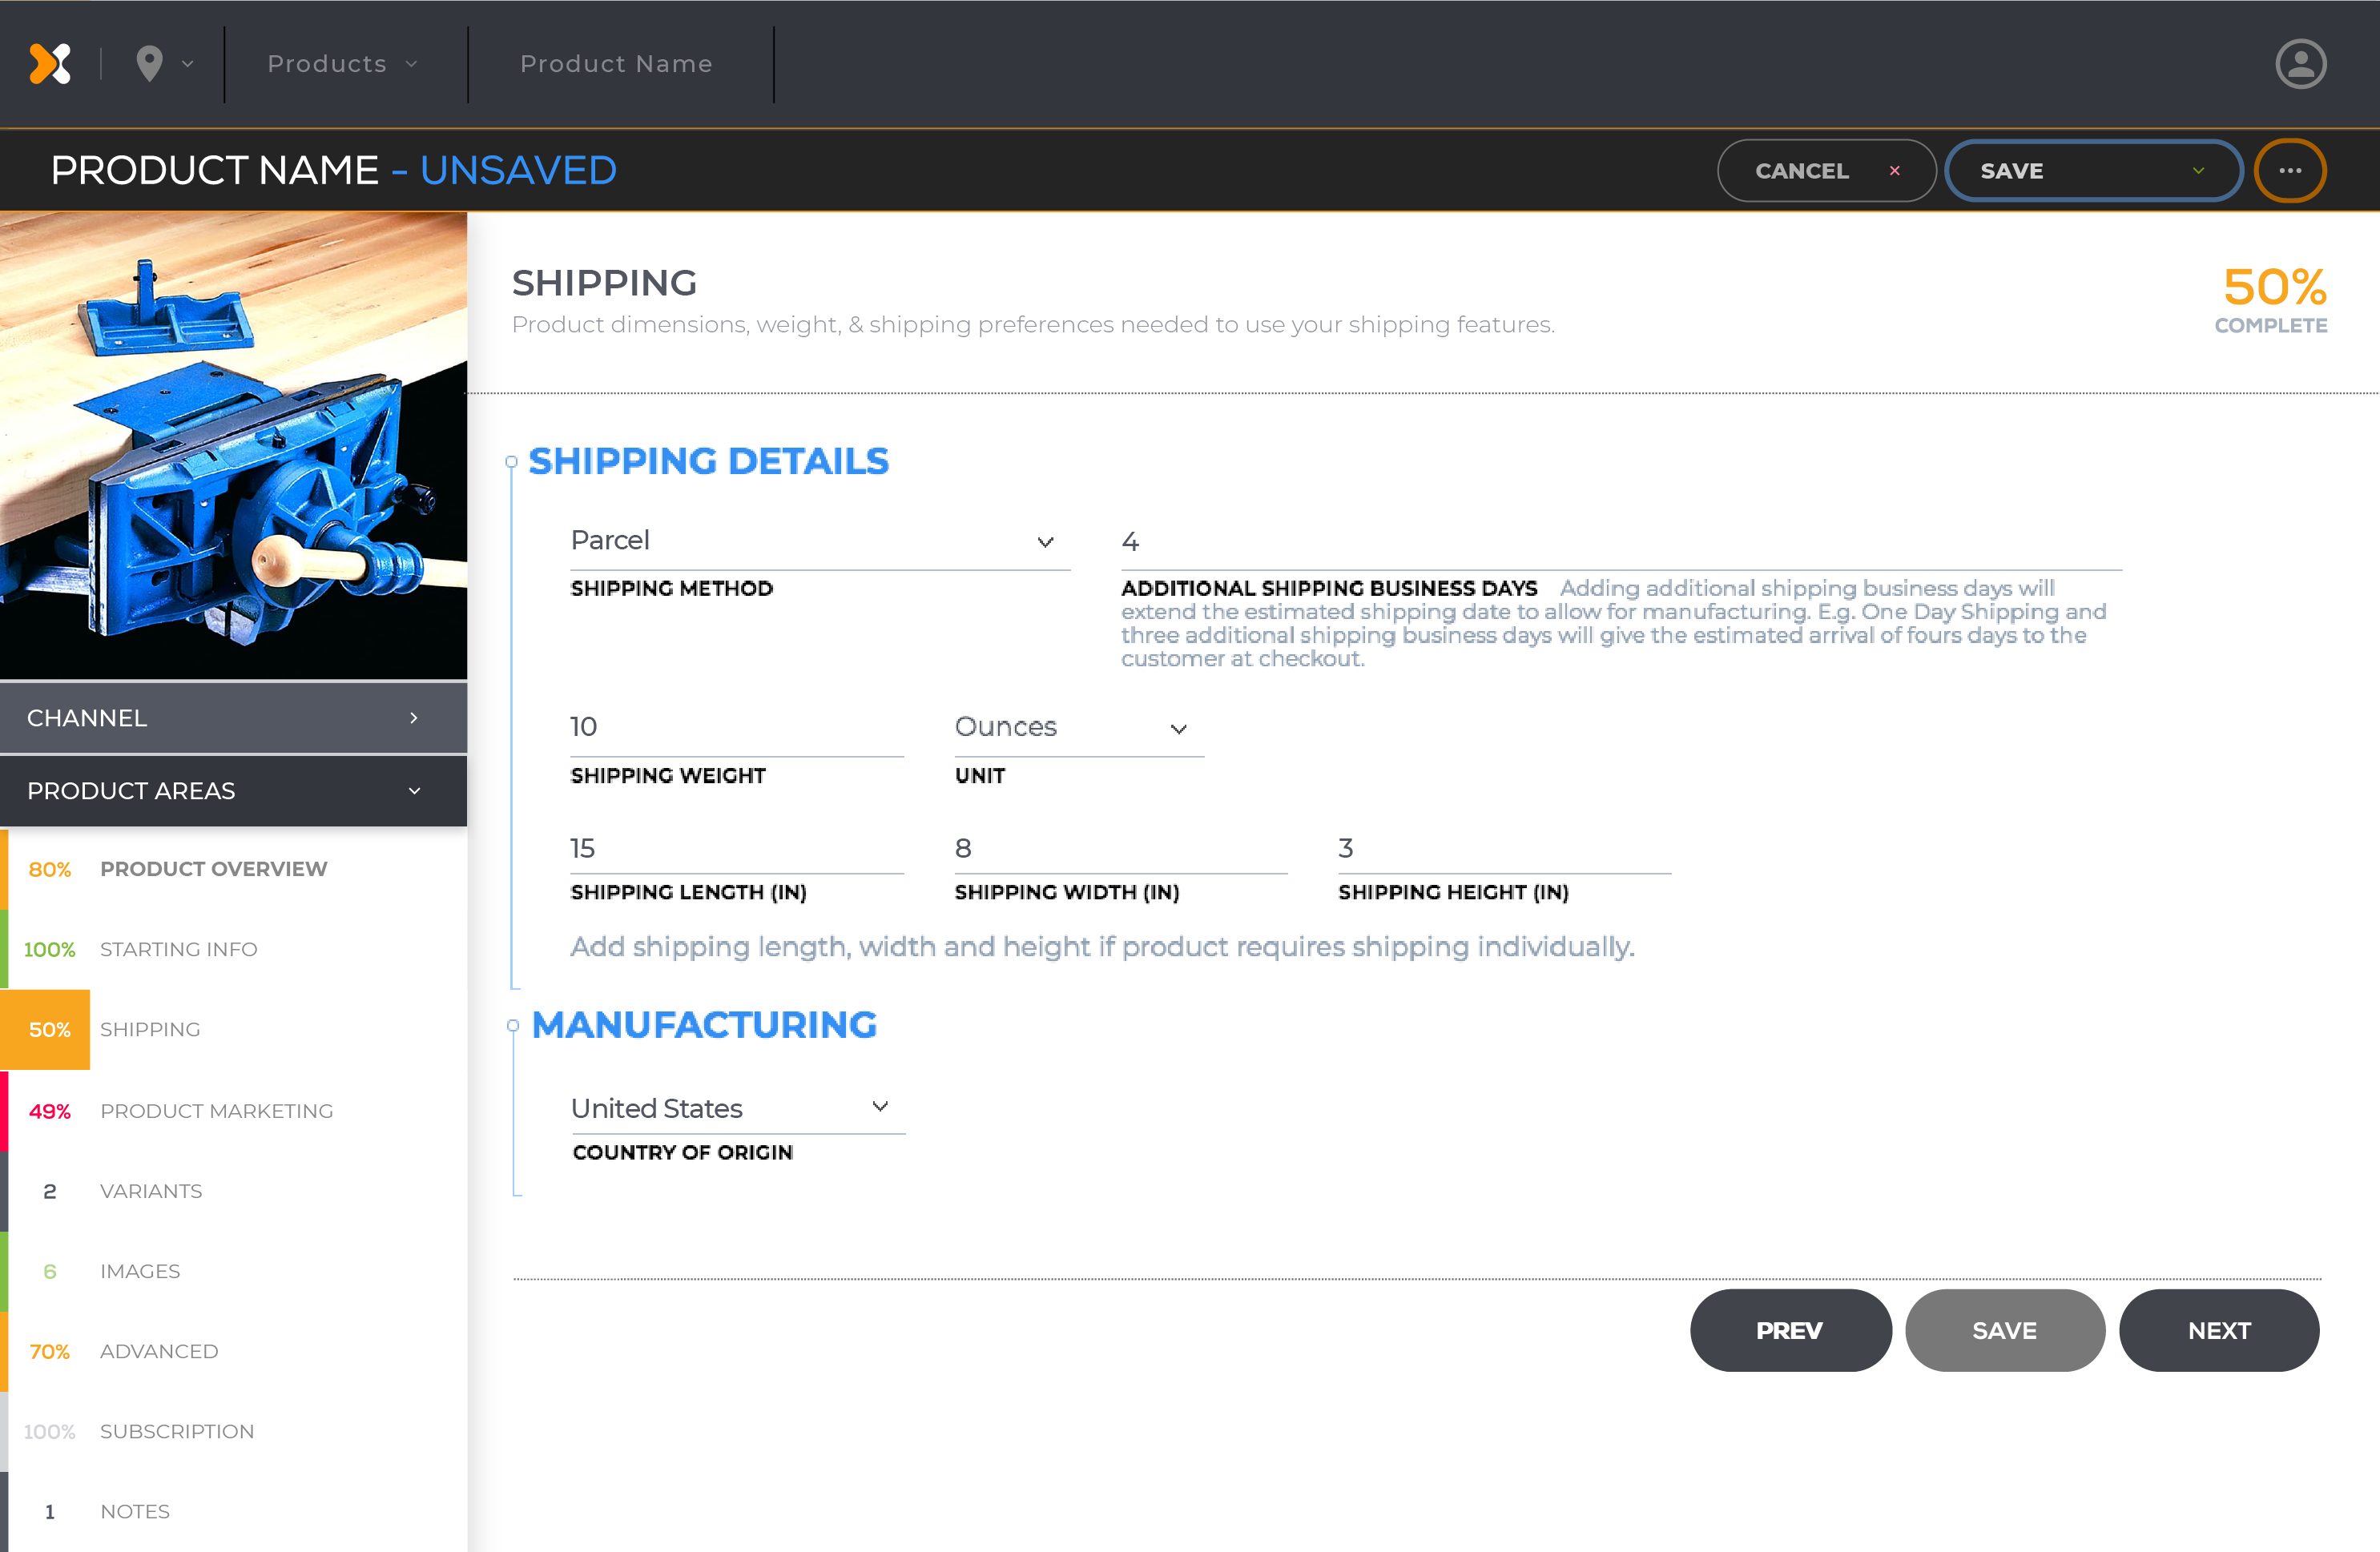 Products
Product Name
PRODUCT NAME - UNSAVED
CANCEL
SAVE
SHIPPING
Product dimensions, weight, & shipping preferences needed to use your shipping features.
50%
COMPLETE
SHIPPING DETAILS
Parcel
SHIPPING METHOD
4
ADDITIONAL SHIPPING BUSINESS DAYS Adding additional shipping business days will
extend the estimated shipping date to allow for manufacturing. E.g. One Day Shipping and
three additional shipping business days will give the estimated arrival of fours days to the
customer at checkout.
10
SHIPPING WEIGHT
Ounces
UNIT
15
SHIPPING LENGTH (IN)
8
SHIPPING WIDTH (IN)
3
SHIPPING HEIGHT (IN)
Add shipping length, width and height if product requires shipping individually.
MANUFACTURING
United States
COUNTRY OF ORIGIN
PREV
SAVE
NEXT
CHANNEL
PRODUCT AREAS
80% PRODUCT OVERVIEW
100% STARTING INFO
50% SHIPPING
49% PRODUCT MARKETING
2 VARIANTS
6 IMAGES
70% ADVANCED
100% SUBSCRIPTION
1 NOTES